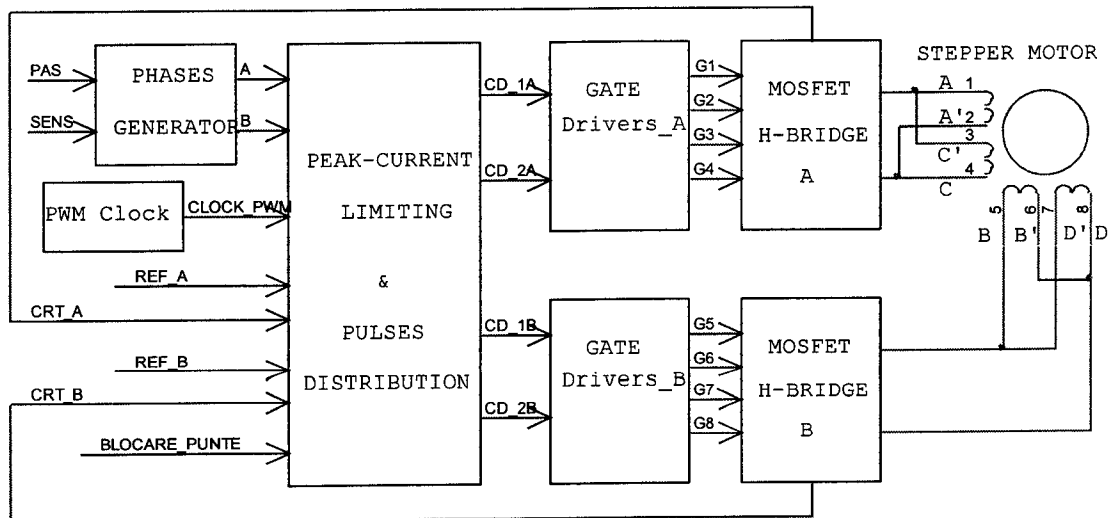 STEPPER MOTOR
PAS
SENS
PHASES
GENERATOR
A
B
PWM Clock
CLOCK_PWM
REF_A
CRT_A
REF_B
CRT_B
BLOCARE_PUNTE
PEAK-CURRENT
LIMITING
&
PULSES
DISTRIBUTION
CD_1A
CD_2A
CD_1B
CD_2B
GATE
Drivers_A
G1
G2
G3
G4
MOSFET
H-BRIDGE
A
A 1
A' 2
3
C'
4
C
5
6
7
8
B
B'
D'
D
GATE
Drivers_B
G5
G6
G7
G8
MOSFET
H-BRIDGE
B